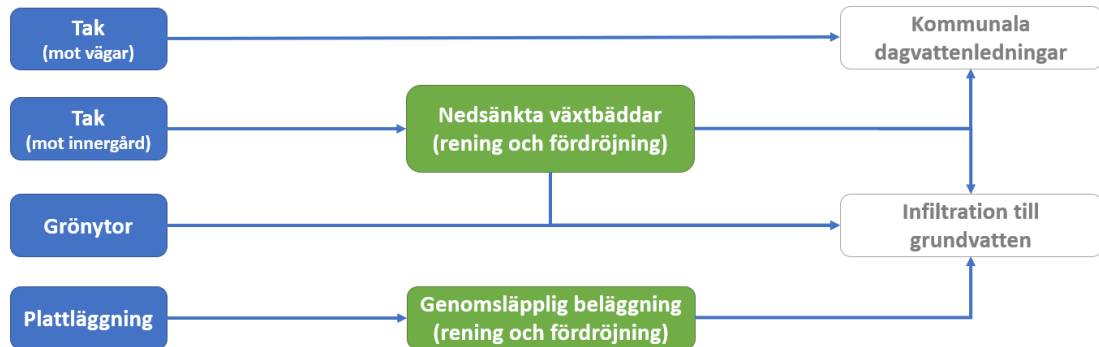 Tak
(mot vägar)
Kommunala
dagvattenledningar
Tak
(mot innergård)
Nedsänkta växtbäddar
(rening och fördröjning)
Grönytor
Infiltration till
grundvatten
Plattläggning
Genomsläpplig beläggning
(rening och fördröjning)